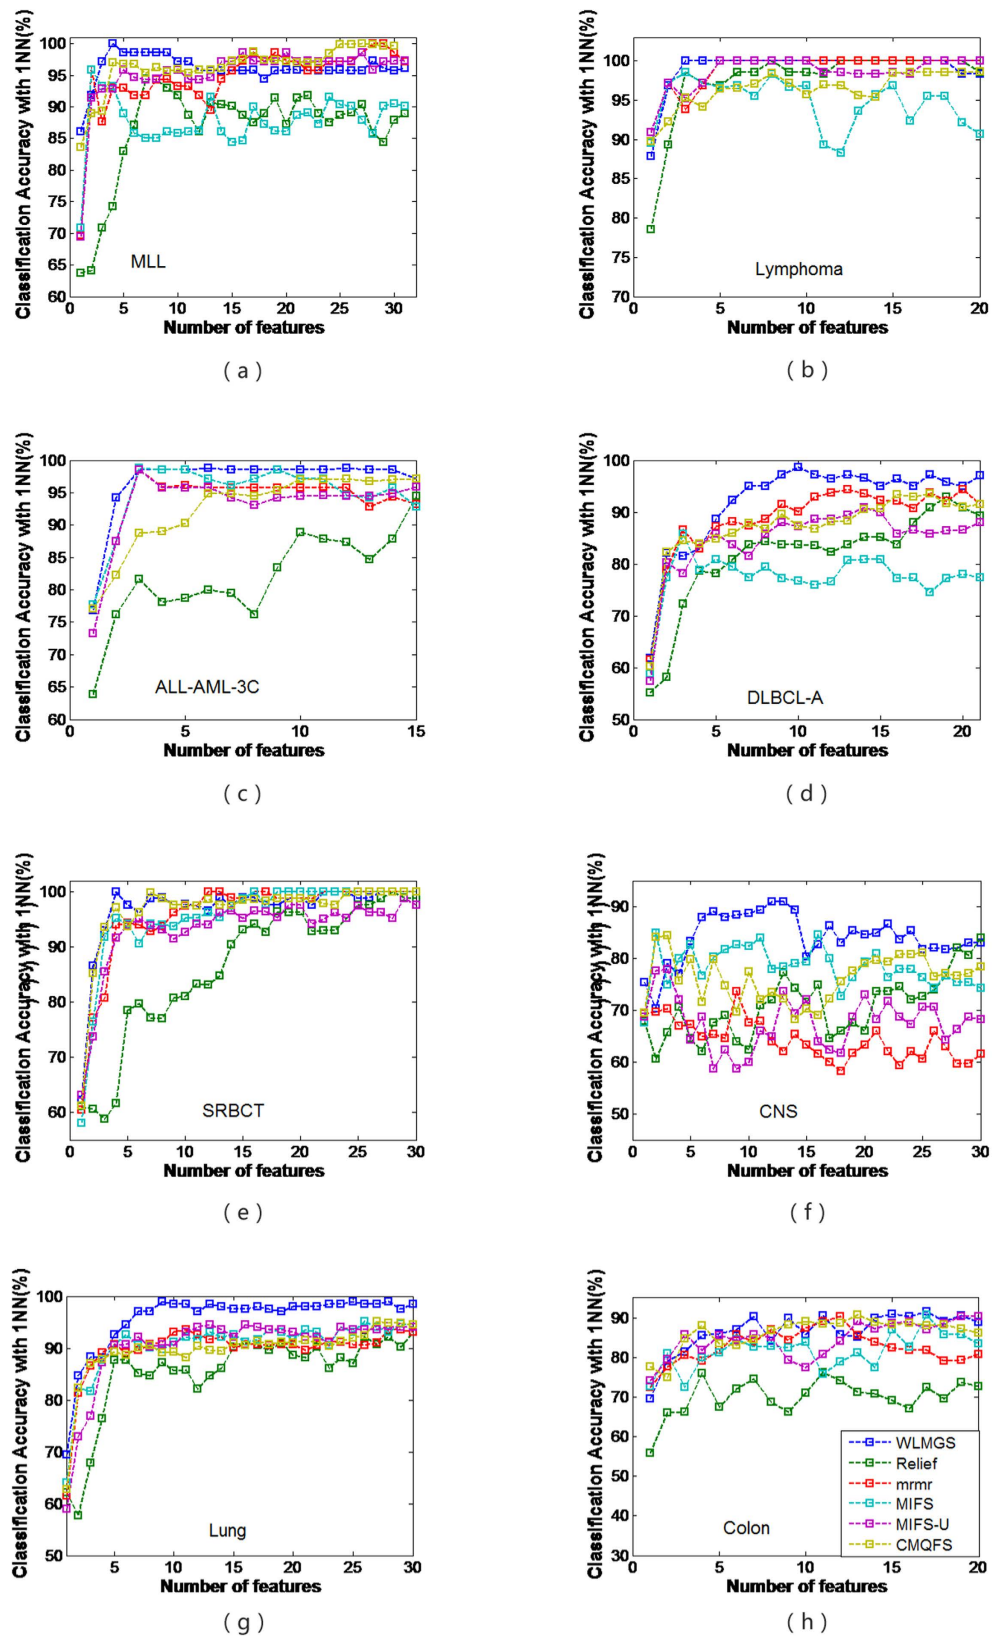 Classification Accuracy with 1NN(%)
100
95
90
85
80
75
70
65
60
0 5 10 15 20 25 30
MLL
Number of features
( a )
Classification Accuracy with 1NN(%)
100
95
90
85
80
75
70
0 5 10 15 20
Lymphoma
Number of features
( b )
Classification Accuracy with 1NN(%)
100
95
90
85
80
75
70
65
60
0 5 10 15
ALL-AML-3C
Number of features
( c )
Classification Accuracy with 1NN(%)
100
90
80
70
60
50
0 5 10 15 20
DLBCL-A
Number of features
( d )
Classification Accuracy with 1NN(%)
100
90
80
70
60
0 5 10 15 20 25 30
SRBCT
Number of features
( e )
Classification Accuracy with 1NN(%)
90
80
70
60
50
0 5 10 15 20 25 30
CNS
Number of features
( f )
Classification Accuracy with 1NN(%)
100
90
80
70
60
50
5 10 15 20 25 30
Lung
Number of features
( g )
Classification Accuracy with 1NN(%)
90
80
70
60
50
40
30
0 5 10 15 20
Colon
WLMGS
Relief
mrmr
MIFS
MIFS-U
CMQFS
Number of features
( h )